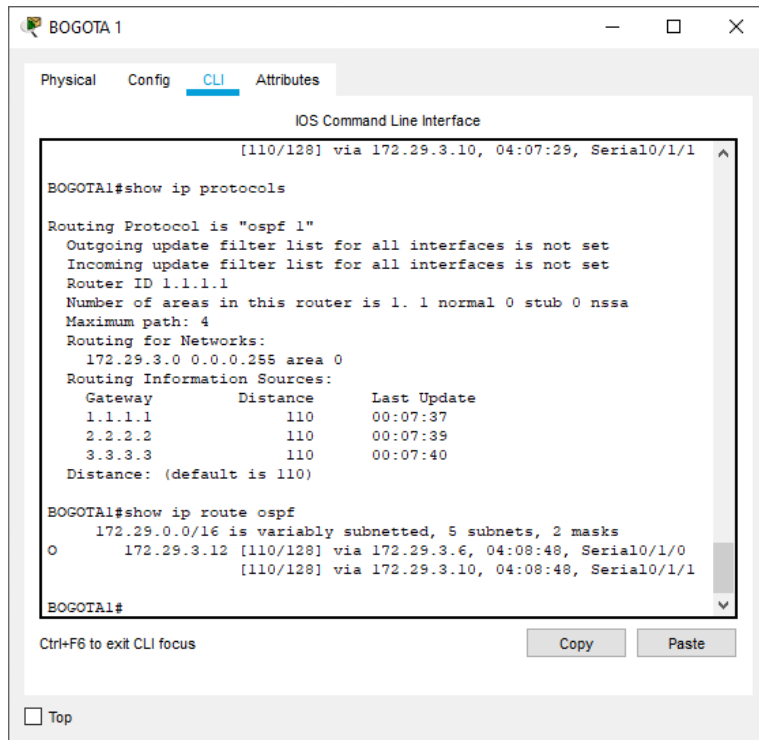 BOGOTA 1
Physical Config CLI Attributes
IOS Command Line Interface
[110/128] via 172.29.3.10, 04:07:29, Serial0/1/1
BOGOTA1#show ip protocols
Routing Protocol is "ospf 1"
Outgoing update filter list for all interfaces is not set
Incoming update filter list for all interfaces is not set
Router ID 1.1.1.1
Number of areas in this router is 1. 1 normal 0 stub 0 nssa
Maximum path: 4
Routing for Networks:
172.29.3.0 0.0.0.255 area 0
Routing Information Sources:
Gateway Distance Last Update
1.1.1.1 110 00:07:37
2.2.2.2 110 00:07:39
3.3.3.3 110 00:07:40
Distance: (default is 110)
BOGOTA1#show ip route ospf
172.29.0.0/16 is variably subnetted, 5 subnets, 2 masks
O 172.29.3.12 [110/128] via 172.29.3.6, 04:08:48, Serial0/1/0
[110/128] via 172.29.3.10, 04:08:48, Serial0/1/1
BOGOTA1#
Ctrl+F6 to exit CLI focus
Copy Paste
Top